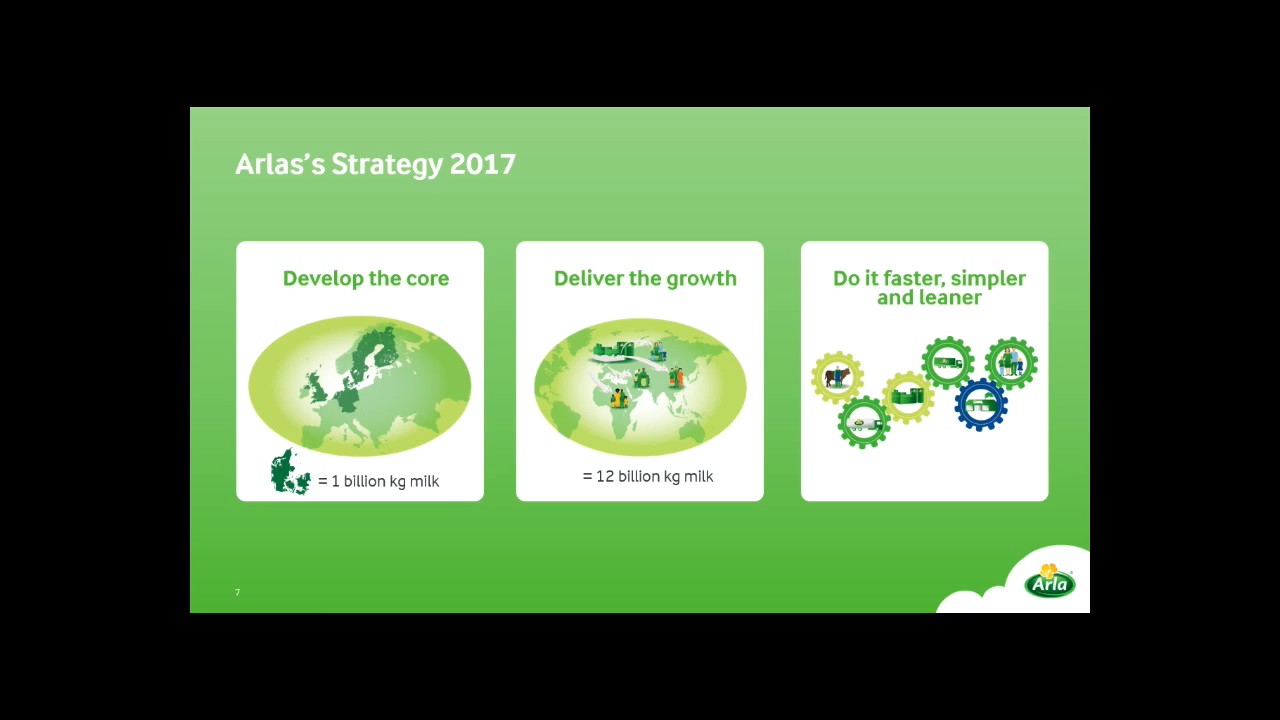 Arlas's Strategy 2017
Develop the core
= 1 billion kg milk
Deliver the growth
= 12 billion kg milk
Do it faster, simpler
and leaner
7
Arla